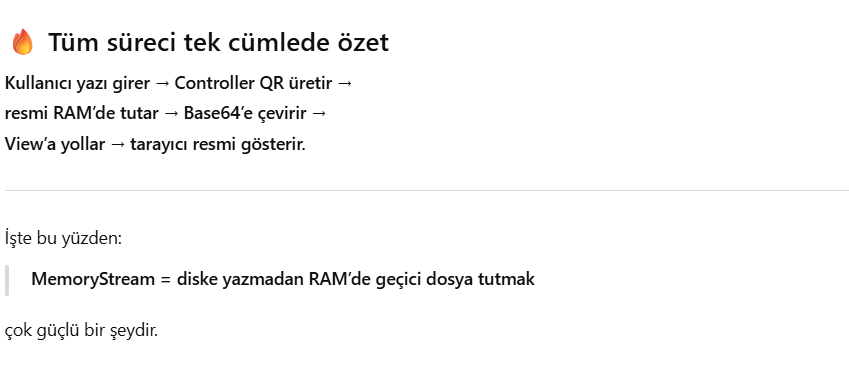 🔥 Tüm süreci tek cümlede özet
Kullanıcı yazı girer → Controller QR üretir →
resmi RAM’de tutar → Base64’e çevirir →
View’a yollar → tarayıcı resmi gösterir.
İşte bu yüzden:
MemoryStream = diske yazmadan RAM’de geçici dosya tutmak
çok güçlü bir şeydir.